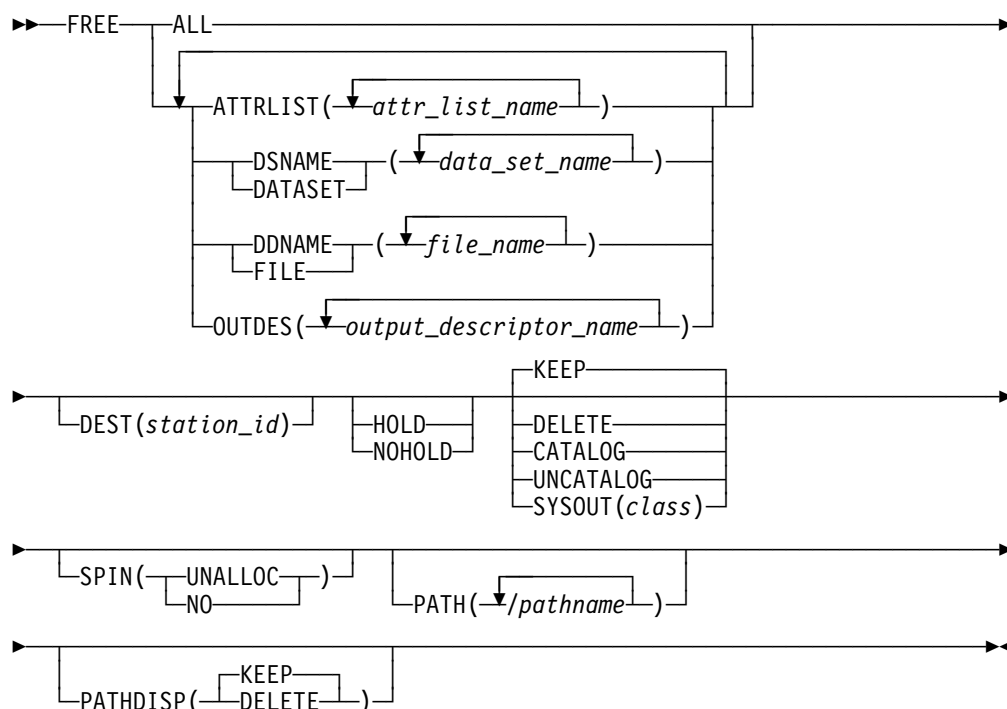 FREE ALL
ATTRLIST( attr_list_name )
DSNAME ( data_set_name )
DATASET
DDNAME ( file_name )
FILE
OUTDES( output_descriptor_name )
KEEP
DEST(station_id) HOLD DELETE
NOHOLD CATALOG
UNCATALOG
SYSOUT(class)
SPIN( UNALLOC ) PATH( /pathname )
NO
KEEP
PATHDISP( DELETE )